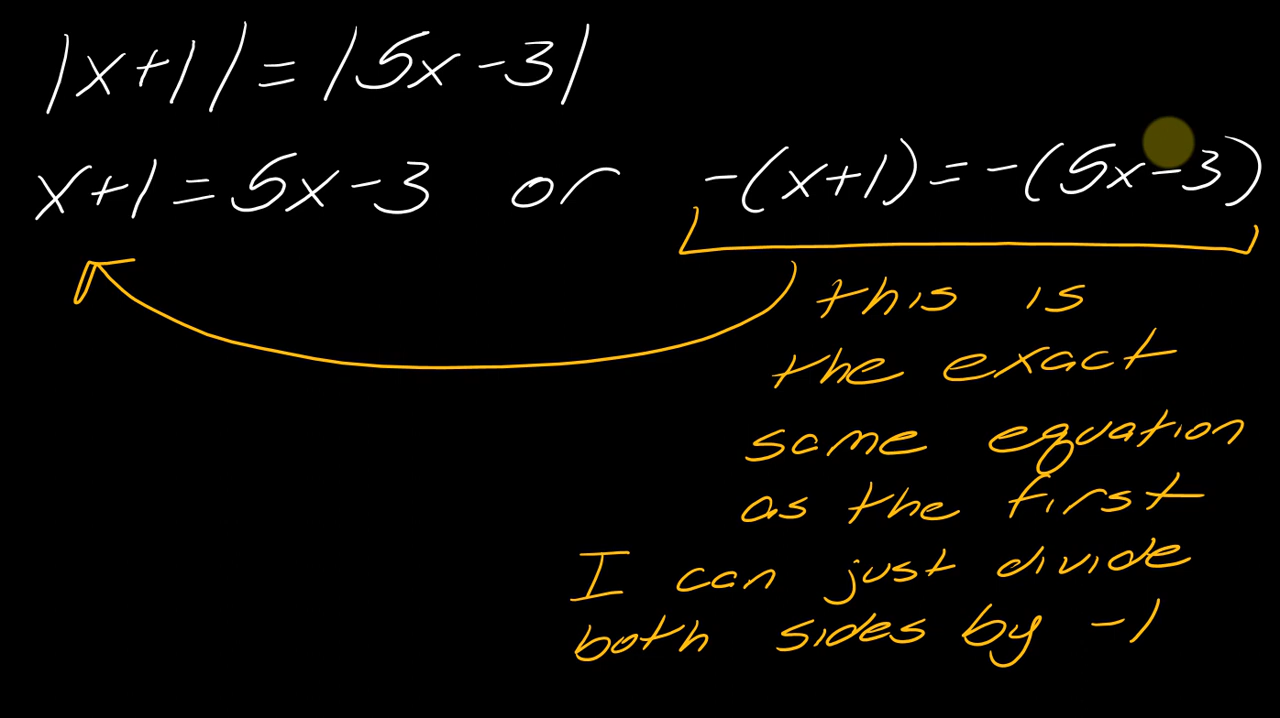 |x+1| = |5x-3|
x+1 = 5x-3 or -(x+1) = -(5x-3)
this is
the exact
same equation
as the first
I can just divide
both sides by -1